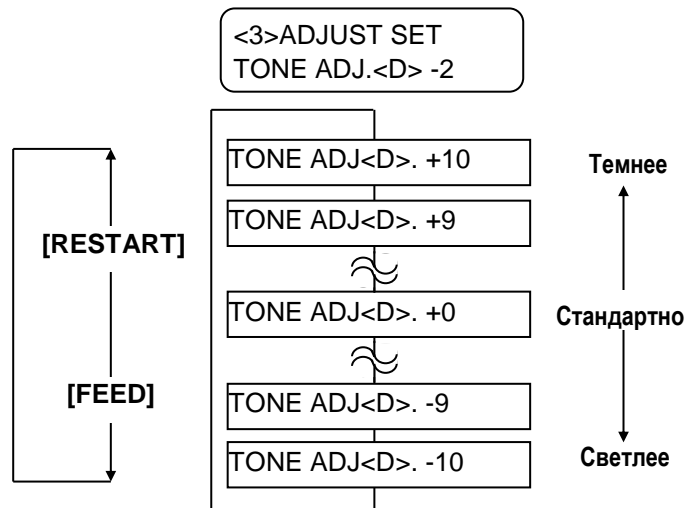 <3>ADJUST SET
TONE ADJ.<D> -2
TONE ADJ<D>. +10
Темнее
TONE ADJ<D>. +9
[RESTART]
TONE ADJ<D>. +0
Стандартно
[FEED]
TONE ADJ<D>. -9
TONE ADJ<D>. -10
Светлее